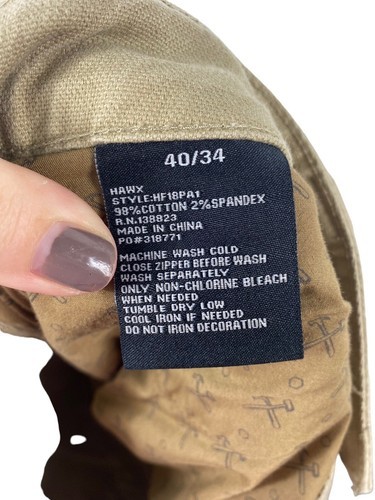 40/34
HAWX
STYLE:HF18PA1
98%COTTON 2%SPANDEX
R.N.138823
MADE IN CHINA
PO#318771
MACHINE WASH COLD
CLOSE ZIPPER BEFORE WASH
WASH SEPARATELY
ONLY NON-CHLORINE BLEACH
WHEN NEEDED
TUMBLE DRY LOW
COOL IRON IF NEEDED
DO NOT IRON DECORATION